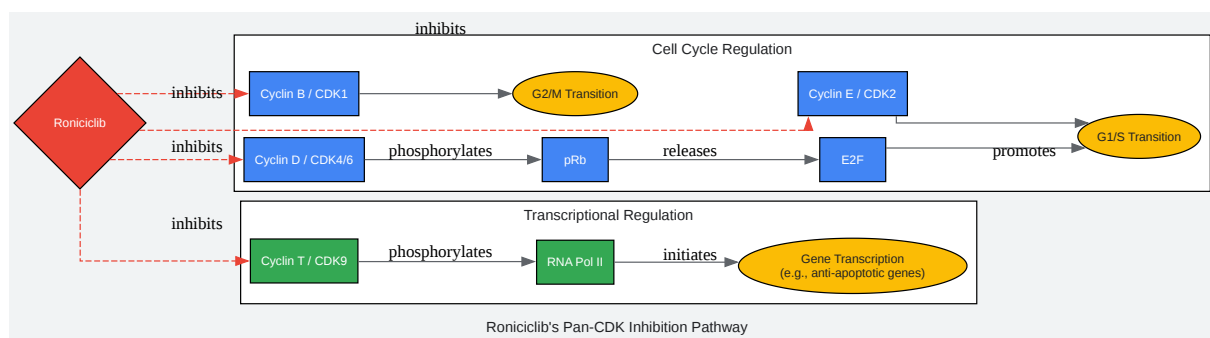 inhibits
Cell Cycle Regulation
Roniciclib
inhibits
Cyclin B / CDK1
G2/M Transition
Cyclin E / CDK2
G1/S Transition
inhibits
Cyclin D / CDK4/6
phosphorylates
pRb
releases
E2F
promotes
Transcriptional Regulation
inhibits
Cyclin T / CDK9
phosphorylates
RNA Pol II
initiates
Gene Transcription
(e.g., anti-apoptotic genes)
Roniciclib's Pan-CDK Inhibition Pathway